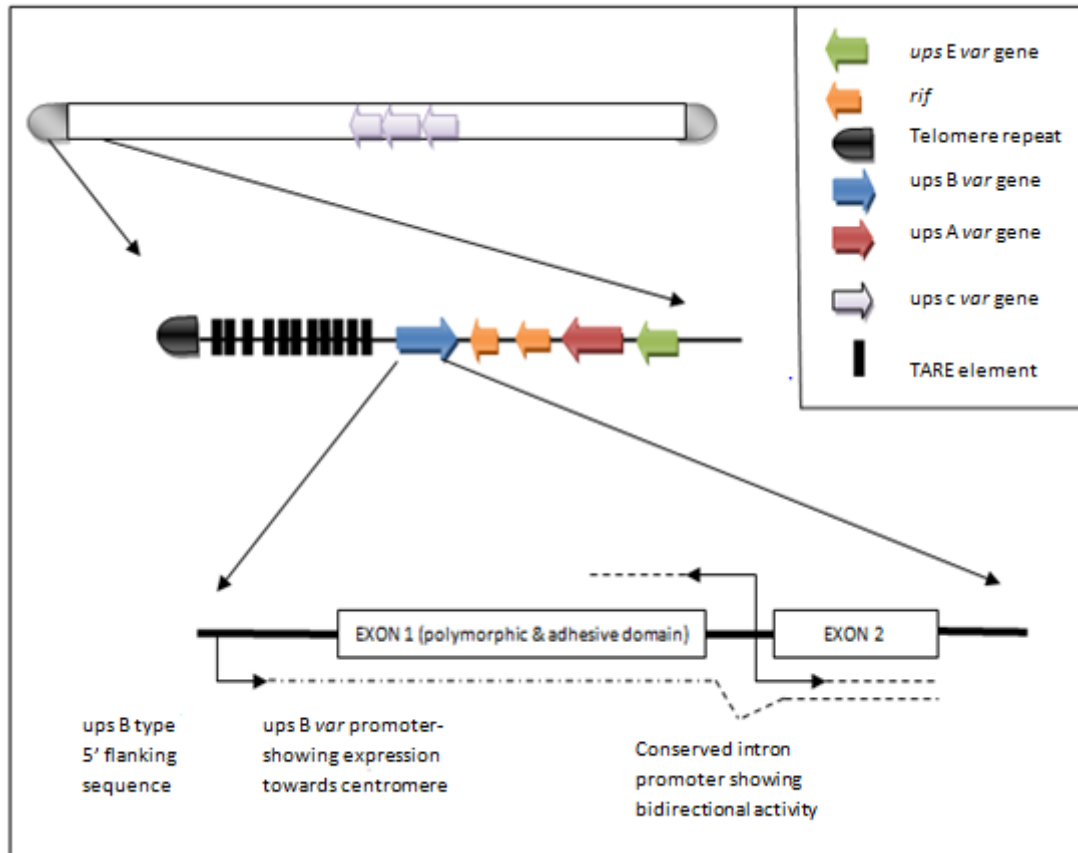 ups E var gene
rif
Telomere repeat
ups B var gene
ups A var gene
ups c var gene
TARE element
EXON 1 (polymorphic & adhesive domain)
EXON 2
ups B type
5' flanking
sequence
ups B var promoter-
showing expression
towards centromere
Conserved intron
promoter showing
bidirectional activity